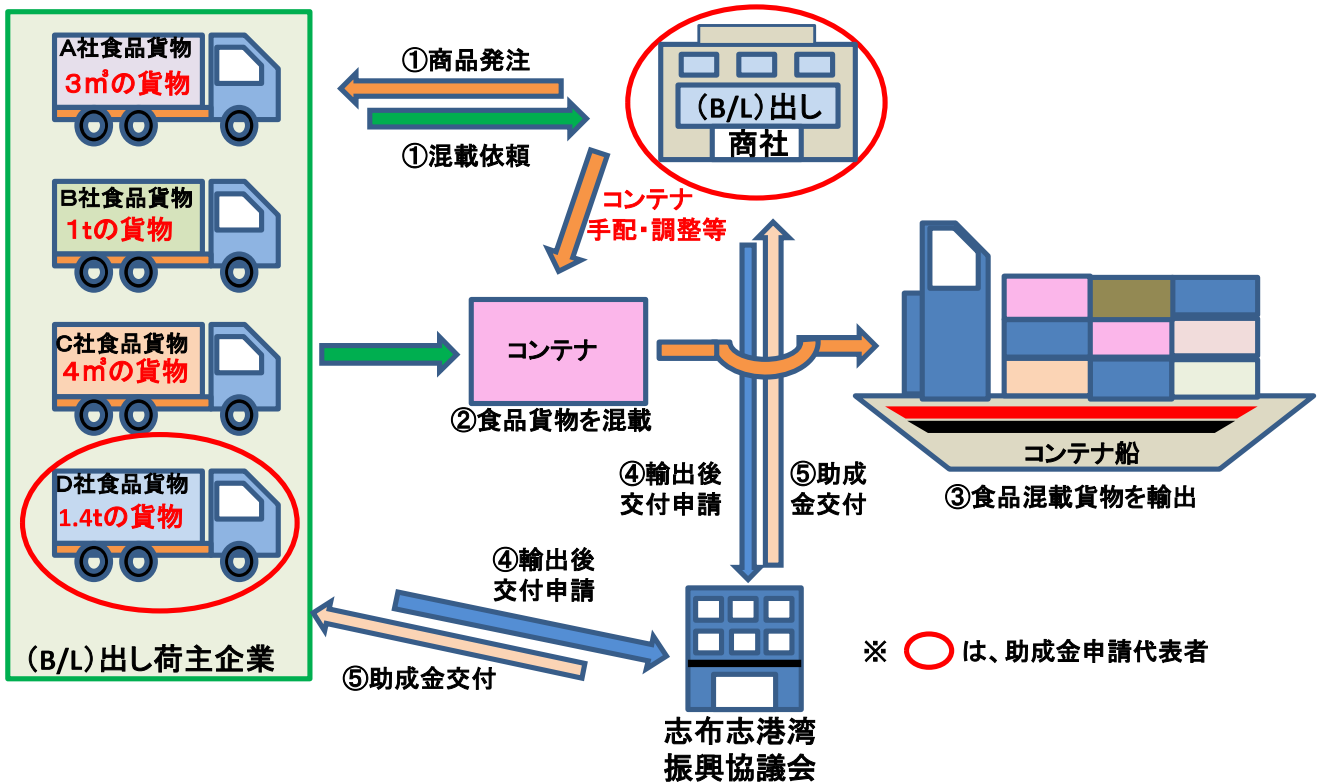 A社食品貨物
3㎥の貨物
B社食品貨物
1tの貨物
C社食品貨物
4㎥の貨物
D社食品貨物
1.4tの貨物
(B/L)出し荷主企業
①商品発注
①混載依頼
(B/L)出し
商社
コンテナ
手配・調整等
コンテナ
②食品貨物を混載
コンテナ船
③食品混載貨物を輸出
④輸出後
交付申請
⑤助成
金交付
④輸出後
交付申請
⑤助成金交付
志布志港湾
振興協議会
※ は、助成金申請代表者